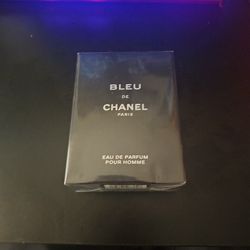 BLEU
DE
CHANEL
PARIS
EAU DE PARFUM
POUR HOMME